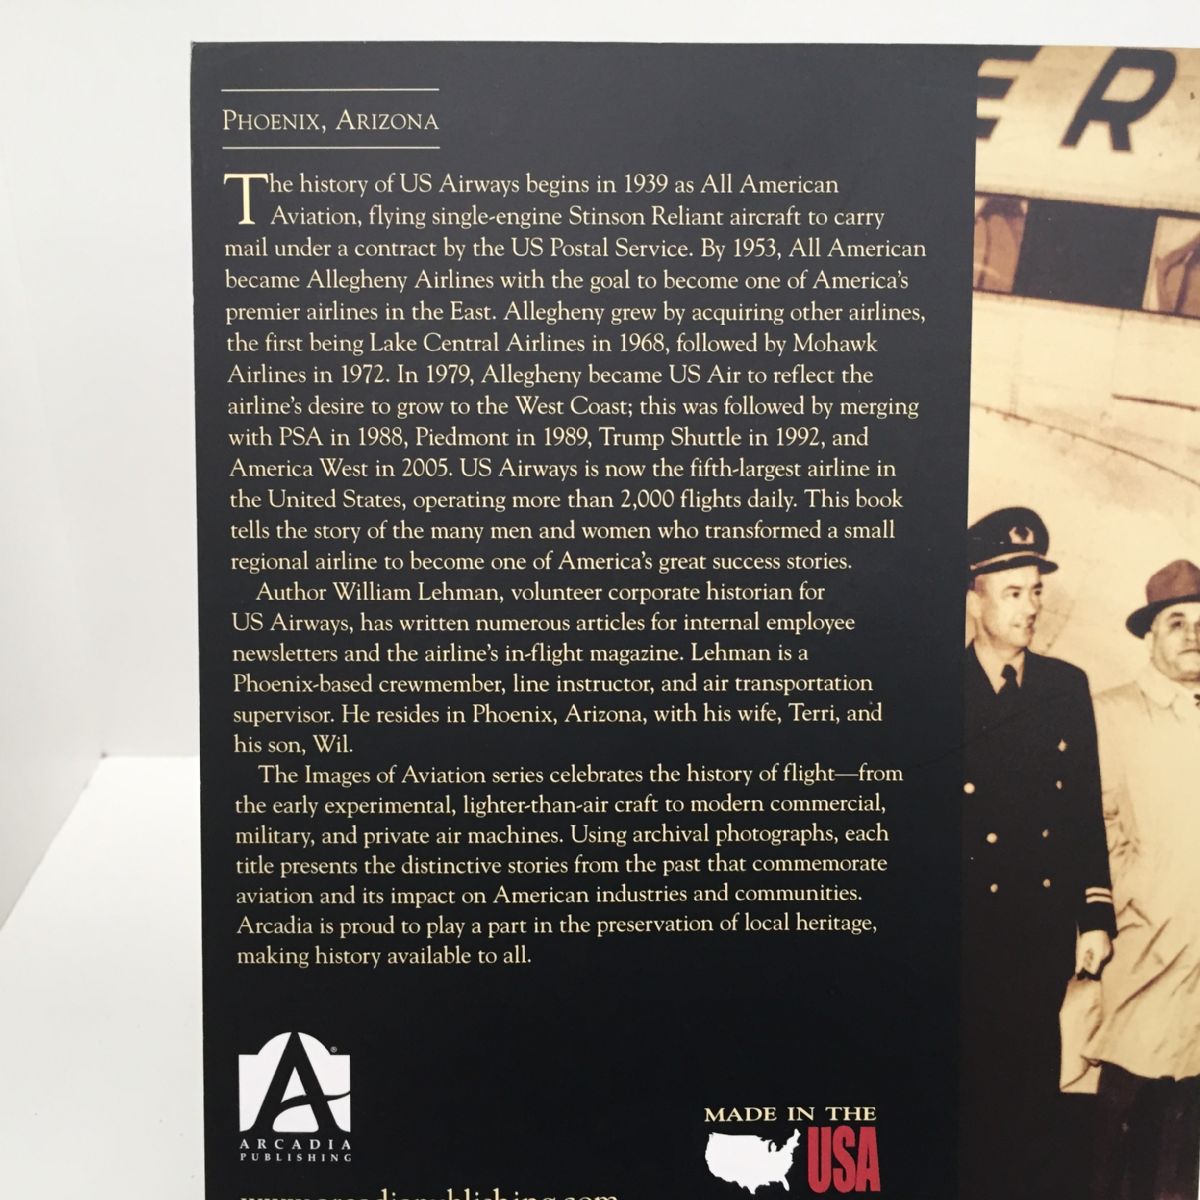 ER
PHOENIX, ARIZONA
The history of US Airways begins in 1939 as All American
Aviation, flying single-engine Stinson Reliant aircraft to carry
mail under a contract by the US Postal Service. By 1953, All American
became Allegheny Airlines with the goal to become one of America's
premier airlines in the East. Allegheny grew by acquiring other airlines,
the first being Lake Central Airlines in 1968, followed by Mohawk
Airlines in 1972. In 1979, Allegheny became US Air to reflect the
airline's desire to grow to the West Coast; this was followed by merging
with PSA in 1988, Piedmont in 1989, Trump Shuttle in 1992, and
America West in 2005. US Airways is now the fifth-largest airline in
the United States, operating more than 2,000 flights daily. This book
tells the story of the many men and women who transformed a small
regional airline to become one of America's great success stories.
Author William Lehman, volunteer corporate historian for
US Airways, has written numerous articles for internal employee
newsletters and the airline's in-flight magazine. Lehman is a
Phoenix-based crewmember, line instructor, and air transportation
supervisor. He resides in Phoenix, Arizona, with his wife, Terri, and
his son, Wil.
The Images of Aviation series celebrates the history of flight—from
the early experimental, lighter-than-air craft to modern commercial,
military, and private air machines. Using archival photographs, each
title presents the distinctive stories from the past that commemorate
aviation and its impact on American industries and communities.
Arcadia is proud to play a part in the preservation of local heritage,
making history available to all.
A®
ARCADIA
PUBLISHING
MADE IN THE
USA
www.arcadiapublishing.com